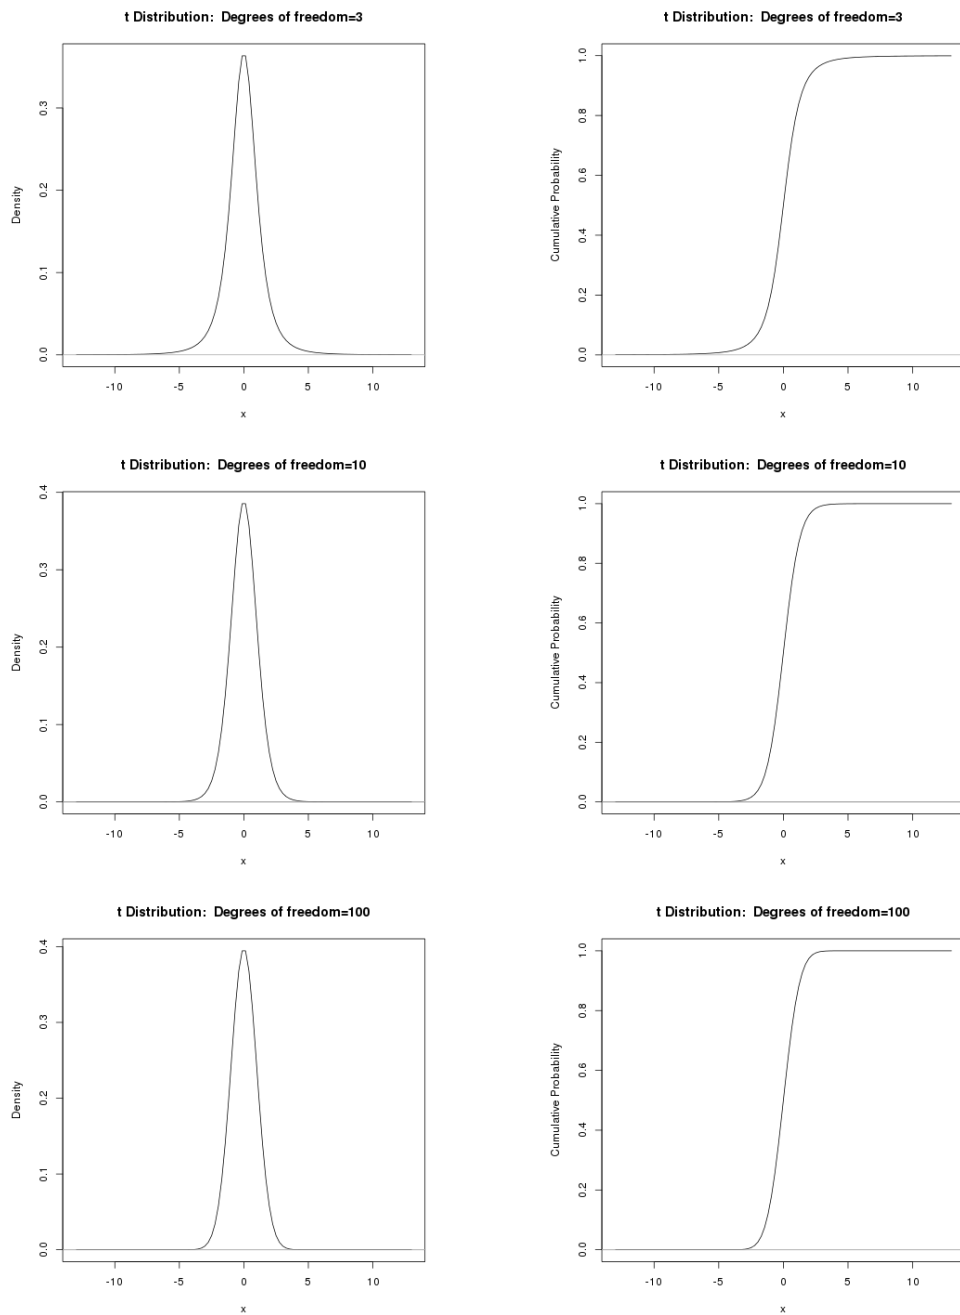 t Distribution:  Degrees of freedom=3
Density
0.0 0.1 0.2 0.3
-10 -5 0 5 10
x
t Distribution:  Degrees of freedom=3
Cumulative Probability
0.0 0.2 0.4 0.6 0.8 1.0
-10 -5 0 5 10
x
t Distribution:  Degrees of freedom=10
Density
0.0 0.1 0.2 0.3 0.4
-10 -5 0 5 10
x
t Distribution:  Degrees of freedom=10
Cumulative Probability
0.0 0.2 0.4 0.6 0.8 1.0
-10 -5 0 5 10
x
t Distribution:  Degrees of freedom=100
Density
0.0 0.1 0.2 0.3 0.4
-10 -5 0 5 10
x
t Distribution:  Degrees of freedom=100
Cumulative Probability
0.0 0.2 0.4 0.6 0.8 1.0
-10 -5 0 5 10
x